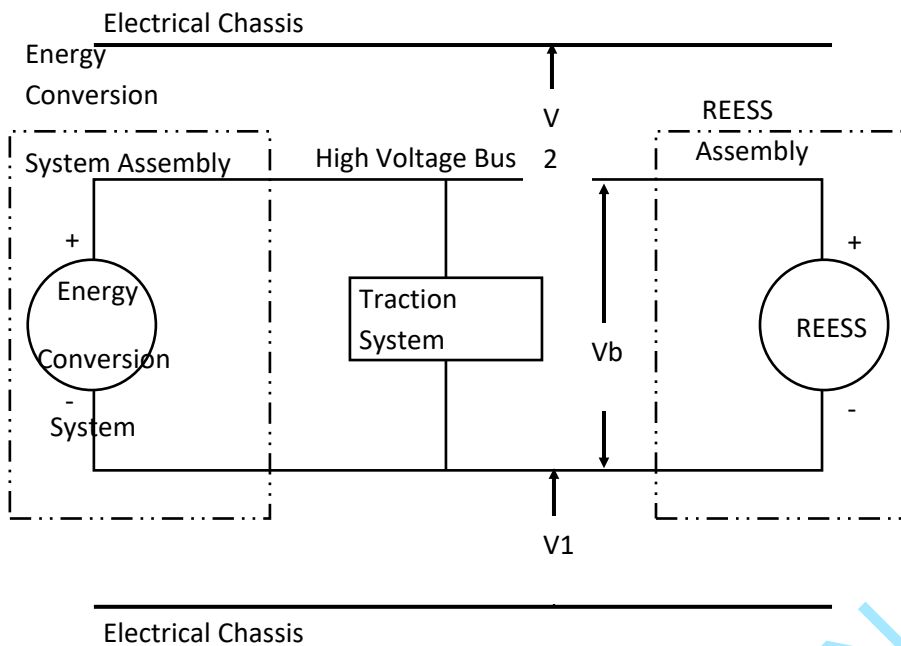 Electrical Chassis
Energy
Conversion
System Assembly
High Voltage Bus
V
2
REESS
Assembly
+
Energy
Conversion
-
System
Traction
System
Vb
+
REESS
-
V1
Electrical Chassis